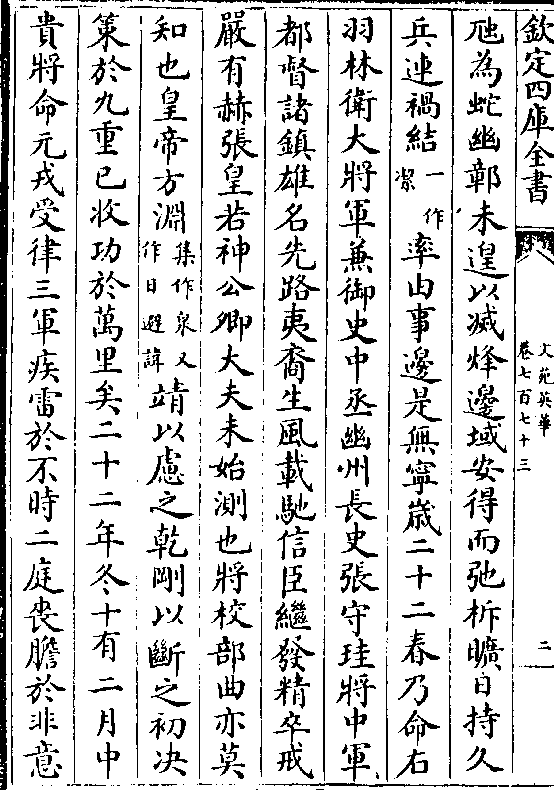 欽定四庫全書
文苑英華
卷七百七十三
二
虺為蛇幽鄣未遑以滅烽邊域安得而弛柝曠日持久
兵連禍結一作禦率由事邊是無寧歳二十二春乃命右
羽林衛大將軍兼御史中丞幽州長史張守珪將中軍
都督諸鎮雄名先路夷裔生風載馳信臣繼發精卒戒
嚴有赫張皇若神公卿大夫未始測也將校部曲亦莫
知也皇帝方淵集作泉又作日避諱靖以慮之乾剛以斷之初决
策於九重已收功於萬里矣二十二年冬十有二月中
貴將命元戎受律三軍疾雷於不時二庭喪膽於非意